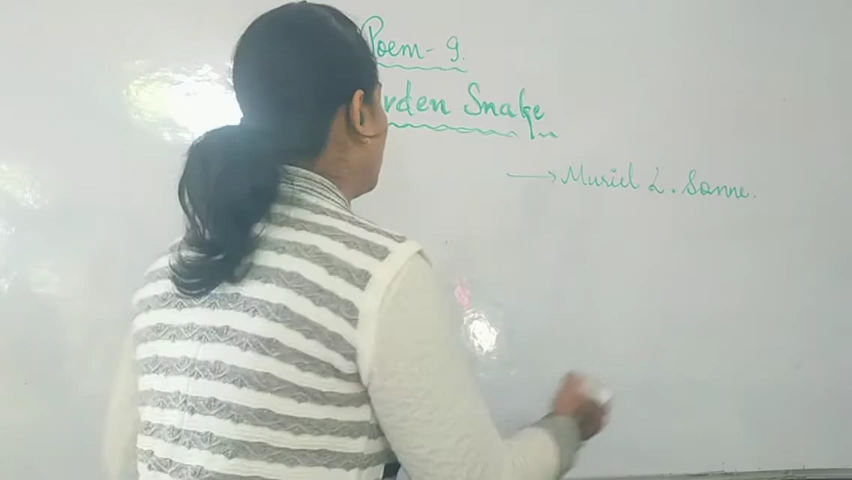 Poem - 9.
rden Snake
→ Muriel L. Sonne.